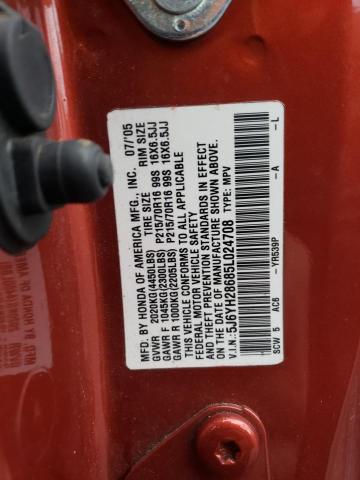 MFD. BY HONDA OF AMERICA MFG., INC. 07/'05
TIRE SIZE RIM SIZE
GVWR 2020KG(4450LBS)
GAWR F 1045KG(2300LBS) P215/70R16 99S 16X6.5JJ
GAWR R 1000KG(2205LBS) P215/70R16 99S 16X6.5JJ
THIS VEHICLE CONFORMS TO ALL APPLICABLE
FEDERAL MOTOR VEHICLE SAFETY
AND THEFT PREVENTION STANDARDS IN EFFECT
ON THE DATE OF MANUFACTURE SHOWN ABOVE.
V.I.N.: 5J6YH28695L024708 TYPE: MPV
-YR539P -A -L
SCW 5 AC6